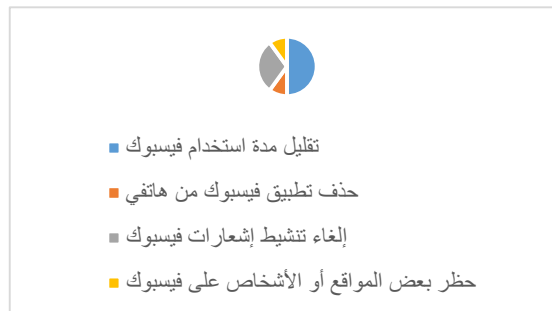 تقليل مدة استخدام فيسبوك
حذف تطبيق فيسبوك من هاتفي
إلغاء تنشيط إشعارات فيسبوك
حظر بعض المواقع أو الأشخاص على فيسبوك